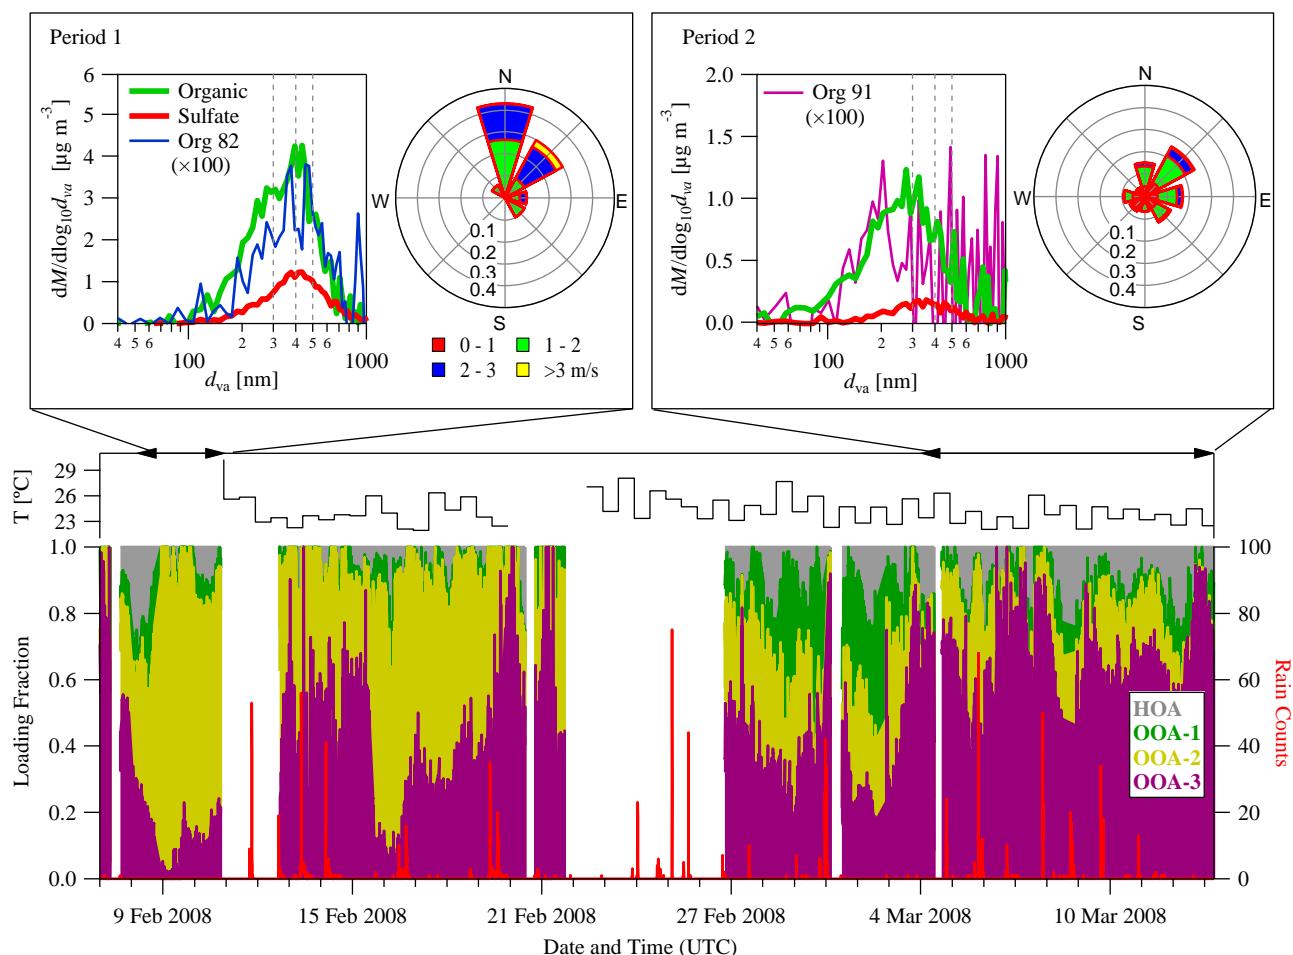 Period 1
6
5
4
3
2
1
0
dM/dlog10dva [µg m-3]
Organic
Sulfate
Org 82
(×100)
4 5 6 2 3 4 5 6
100 1000
dva [nm]
N
W E
S
0.1
0.2
0.3
0.4
0 - 1 1 - 2
2 - 3 >3 m/s
Period 2
2.0
1.5
1.0
0.5
0.0
dM/dlog10dva [µg m-3]
Org 91
(×100)
4 5 6 2 3 4 5 6
100 1000
dva [nm]
N
W E
S
0.1
0.2
0.3
0.4
T [ºC]
29
26
23
Loading Fraction
1.0
0.8
0.6
0.4
0.2
0.0
100
80
60
40
20
0
Rain Counts
HOA
OOA-1
OOA-2
OOA-3
9 Feb 2008 15 Feb 2008 21 Feb 2008 27 Feb 2008 4 Mar 2008 10 Mar 2008
Date and Time (UTC)